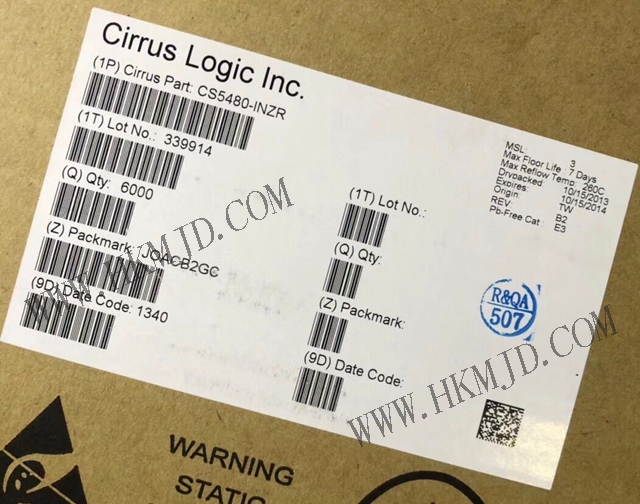 Cirrus Logic Inc.
(1P) Cirrus Part: CS5480-INZR
(1T) Lot No.: 339914
(Q) Qty: 6000
(Z) Packmark: JOACB2GC
(9D) Date Code: 1340
(1T) Lot No.:
(Q) Qty:
(Z) Packmark:
(9D) Date Code:
MSL: 3
Max Floor Life : 7 Days
Max Reflow Temp: 260C
Drypacked 10/15/2013
Expires: 10/15/2014
Origin: TW
REV: B2
Pb-Free Cat : E3
R&QA
507
WWW.HKMJD.COM
WWW.HKMJD.COM
WARNING
STATIC